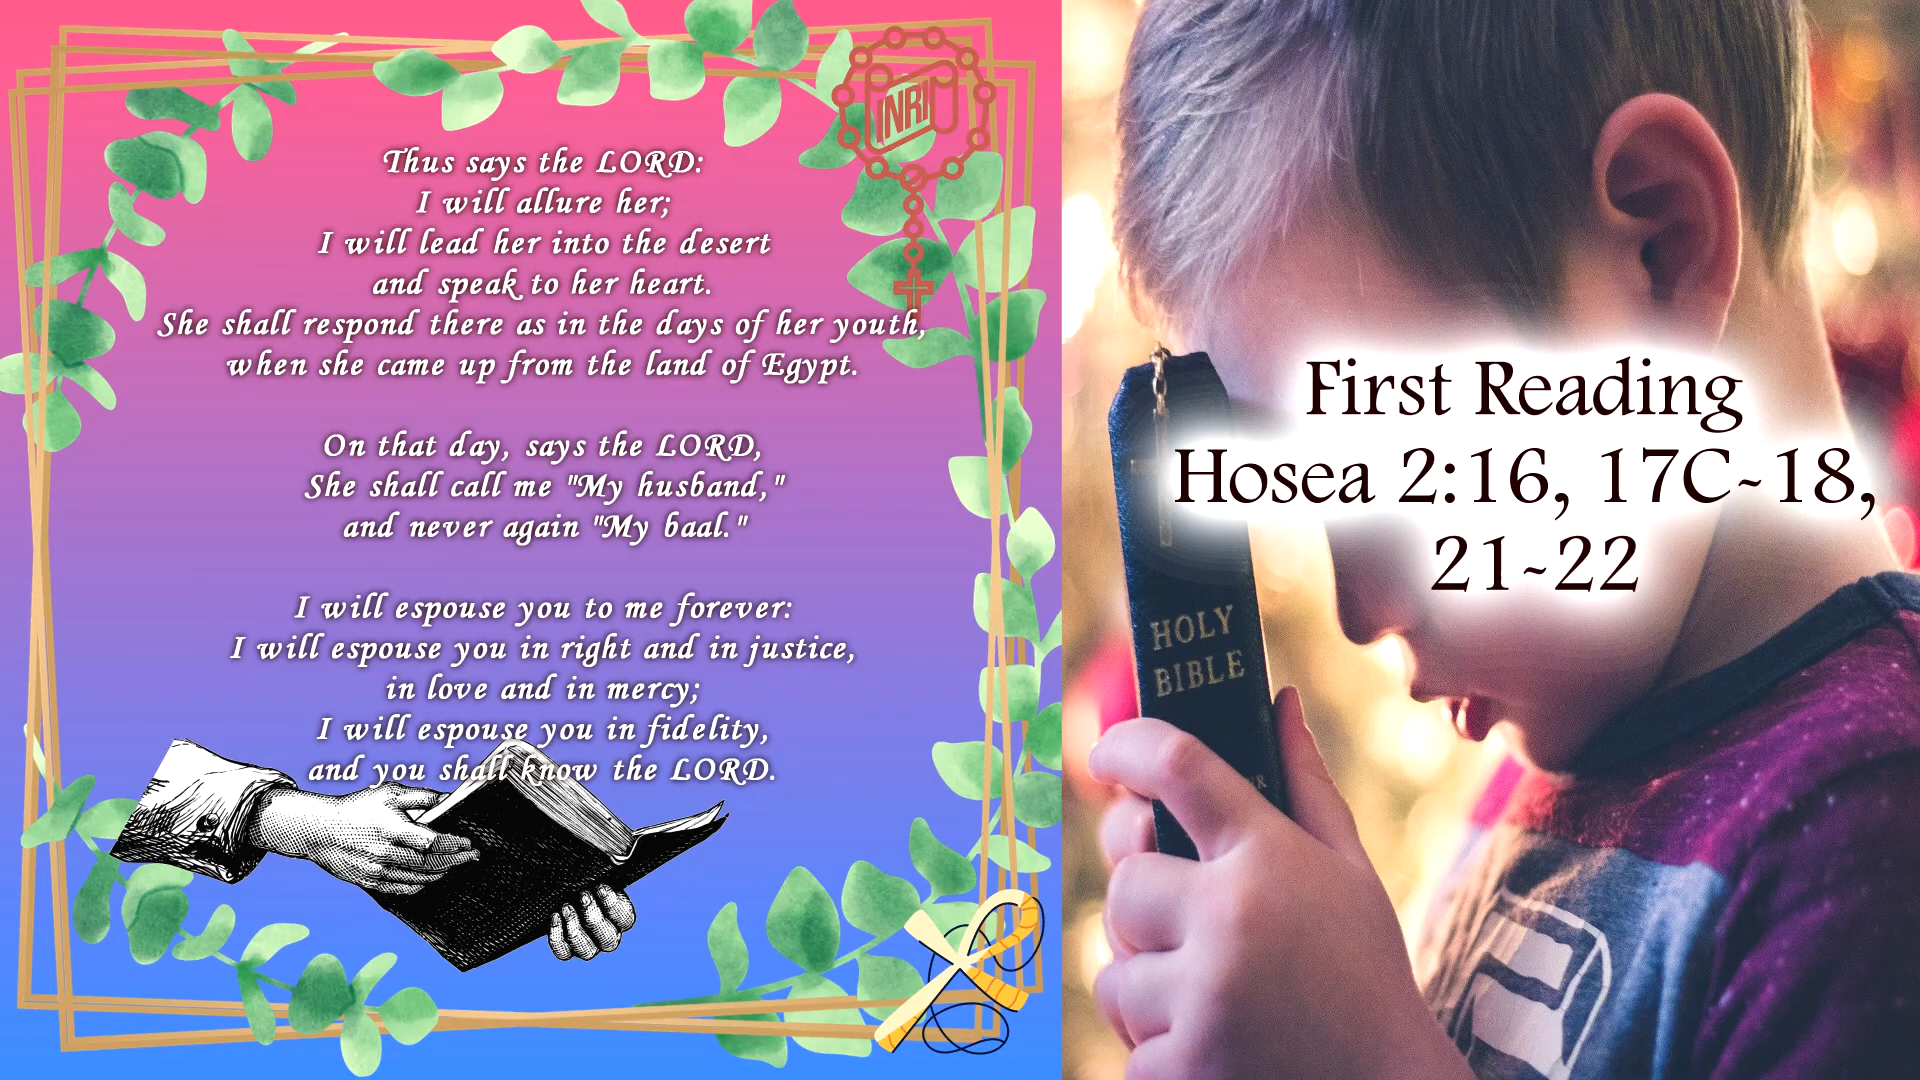 Thus says the LORD:
I will allure her;
I will lead her into the desert
and speak to her heart.
She shall respond there as in the days of her youth,
when she came up from the land of Egypt.
On that day, says the LORD,
She shall call me "My husband,"
and never again "My baal."
I will espouse you to me forever:
I will espouse you in right and in justice,
in love and in mercy;
I will espouse you in fidelity,
and you shall know the LORD.
INRI
First Reading
Hosea 2:16, 17C-18,
21-22
HOLY
BIBLE